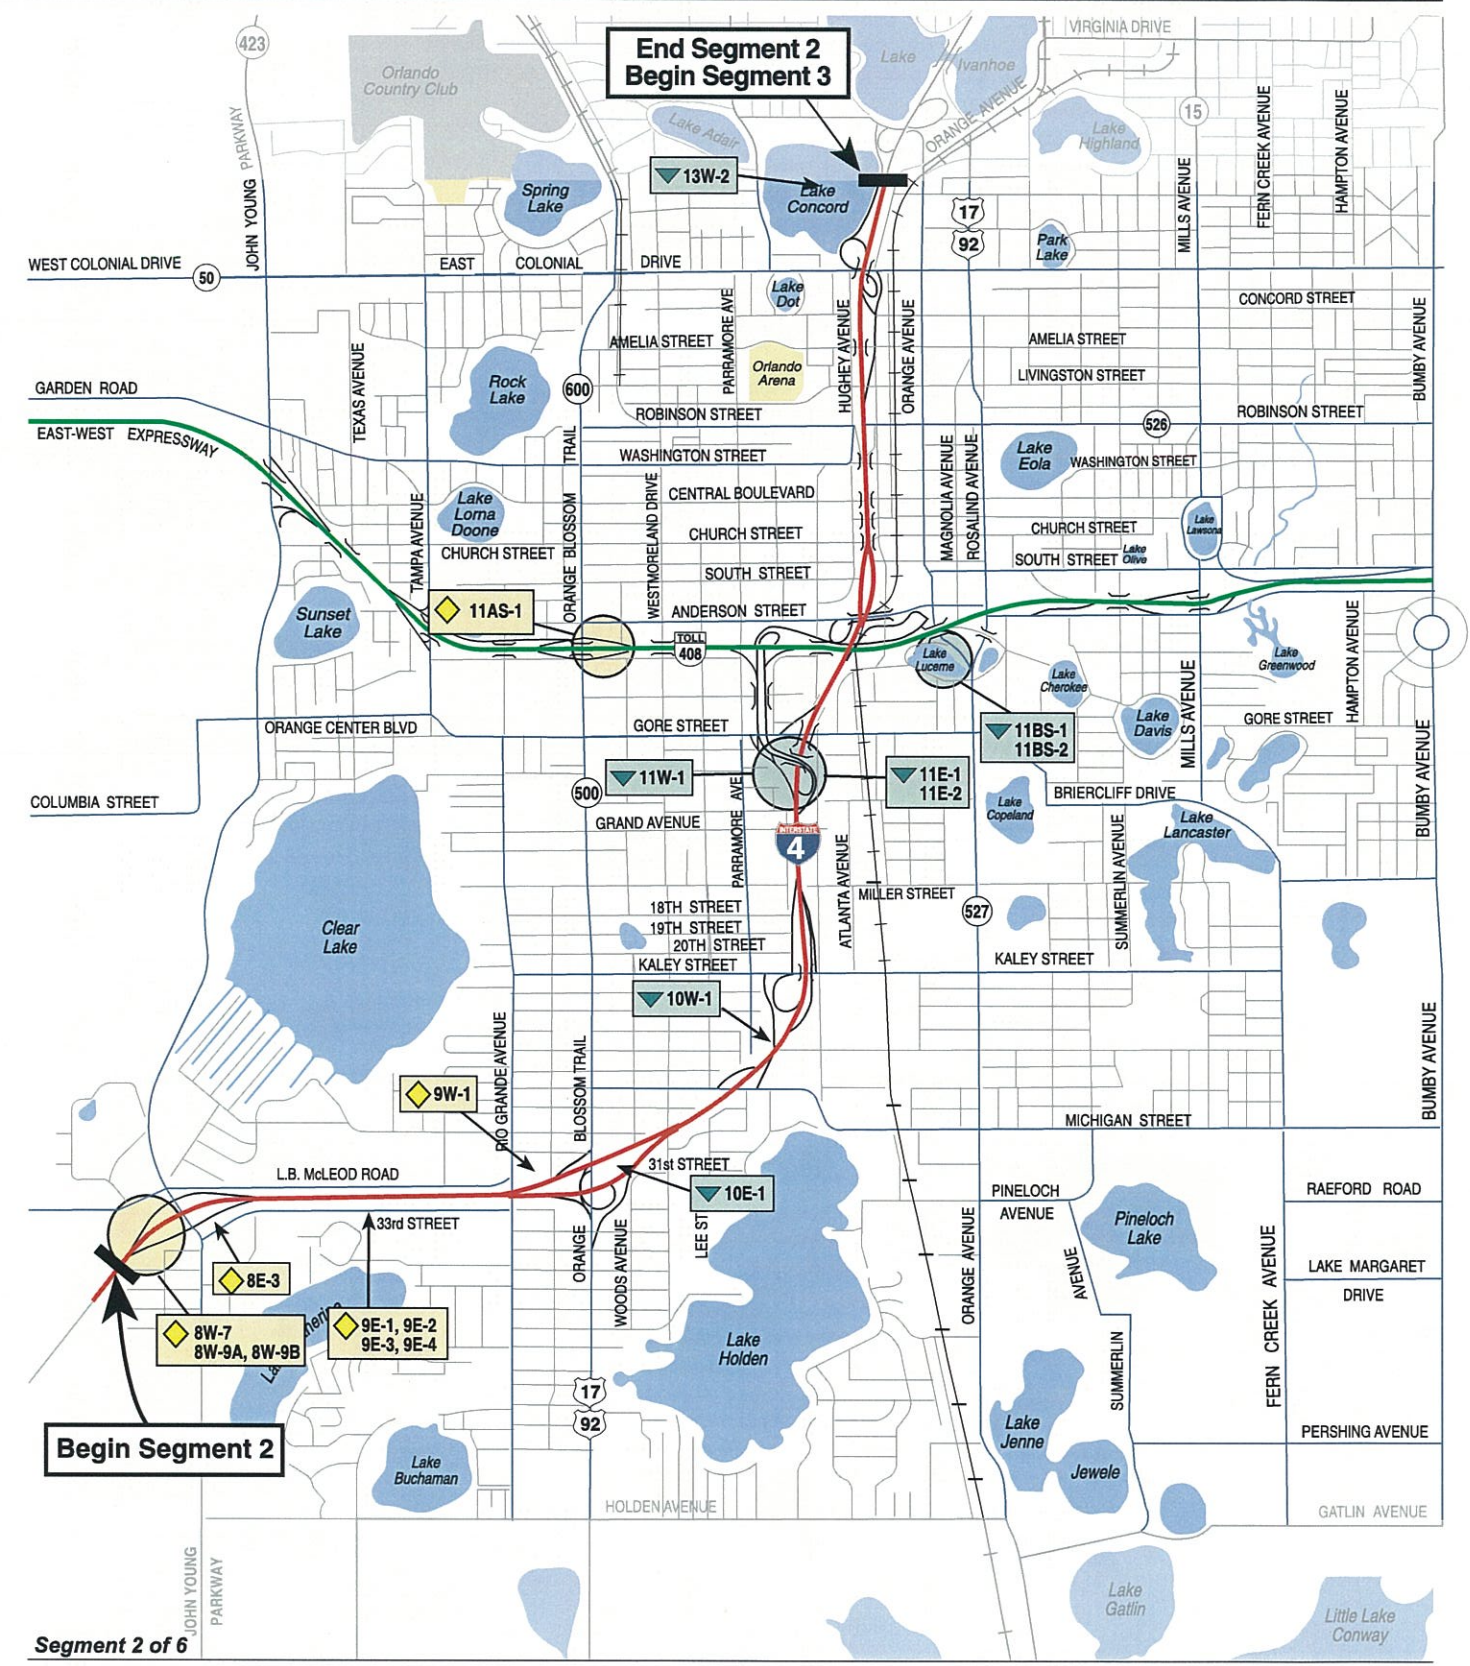 VIRGINIA DRIVE
423
End Segment 2
Begin Segment 3
Orlando
Country Club
Lake
Ivanhoe
ORANGE AVENUE
15
Lake Adair
Lake
Highland
JOHN YOUNG PARKWAY
13W-2
Spring
Lake
Lake
Concord
17
92
MILLS AVENUE
FERN CREEK AVENUE
HAMPTON AVENUE
Park
Lake
WEST COLONIAL DRIVE
50
EAST COLONIAL DRIVE
Lake
Dot
CONCORD STREET
PARRAMORE AVE
HUGHEY AVENUE
ORANGE AVENUE
BUMBY AVENUE
AMELIA STREET
AMELIA STREET
TEXAS AVENUE
Rock
Lake
600
Orlando
Arena
LIVINGSTON STREET
GARDEN ROAD
ROBINSON STREET
526
ROBINSON STREET
EAST-WEST EXPRESSWAY
WASHINGTON STREET
Lake
Eola
WASHINGTON STREET
ORANGE BLOSSOM TRAIL
MAGNOLIA AVENUE
ROSALIND AVENUE
Lake
Lorna
Doone
TAMPA AVENUE
WESTMORELAND DRIVE
CENTRAL BOULEVARD
CHURCH STREET
CHURCH STREET
CHURCH STREET
Lake
Lawsona
SOUTH STREET
SOUTH STREET
Lake
Olive
Sunset
Lake
11AS-1
ANDERSON STREET
TOLL
408
Lake
Lucerne
Lake
Cherokee
Lake
Greenwood
HAMPTON AVENUE
MILLS AVENUE
Lake
Davis
ORANGE CENTER BLVD
GORE STREET
GORE STREET
11BS-1
11BS-2
11W-1
11E-1
11E-2
BUMBY AVENUE
COLUMBIA STREET
500
GRAND AVENUE
PARRAMORE AVE
INTERSTATE
4
ATLANTA AVENUE
Lake
Copeland
BRIERCLIFF DRIVE
Lake
Lancaster
SUMMERLIN AVENUE
MILLER STREET
527
18TH STREET
19TH STREET
20TH STREET
KALEY STREET
KALEY STREET
Clear
Lake
10W-1
RIO GRANDE AVENUE
BLOSSOM TRAIL
BUMBY AVENUE
9W-1
MICHIGAN STREET
L.B. McLEOD ROAD
31st STREET
10E-1
PINELOCH
AVENUE
RAEFORD ROAD
33rd STREET
ORANGE
WOODS AVENUE
LEE ST
ORANGE AVENUE
Pineloch
Lake
AVENUE
SUMMERLIN
FERN CREEK AVENUE
LAKE MARGARET
DRIVE
8E-3
8W-7
8W-9A, 8W-9B
9E-1, 9E-2
9E-3, 9E-4
Lake
Holden
17
92
Lake
Jenne
Jewele
PERSHING AVENUE
Begin Segment 2
Lake
Buchaman
HOLDEN AVENUE
GATLIN AVENUE
JOHN YOUNG
PARKWAY
Lake
Gatlin
Little Lake
Conway
Segment 2 of 6